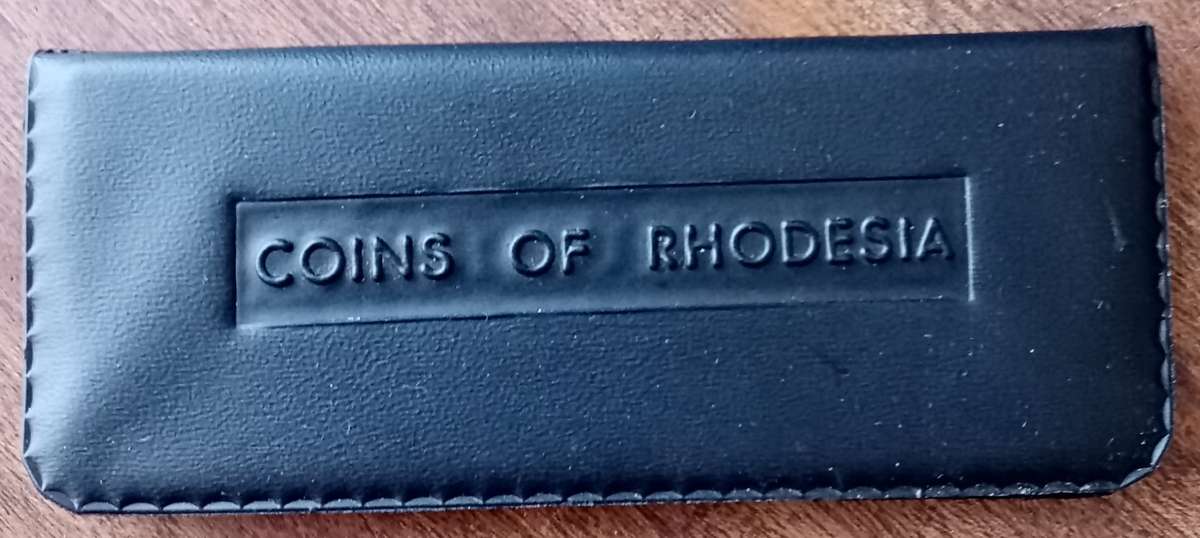 COINS OF RHODESIA